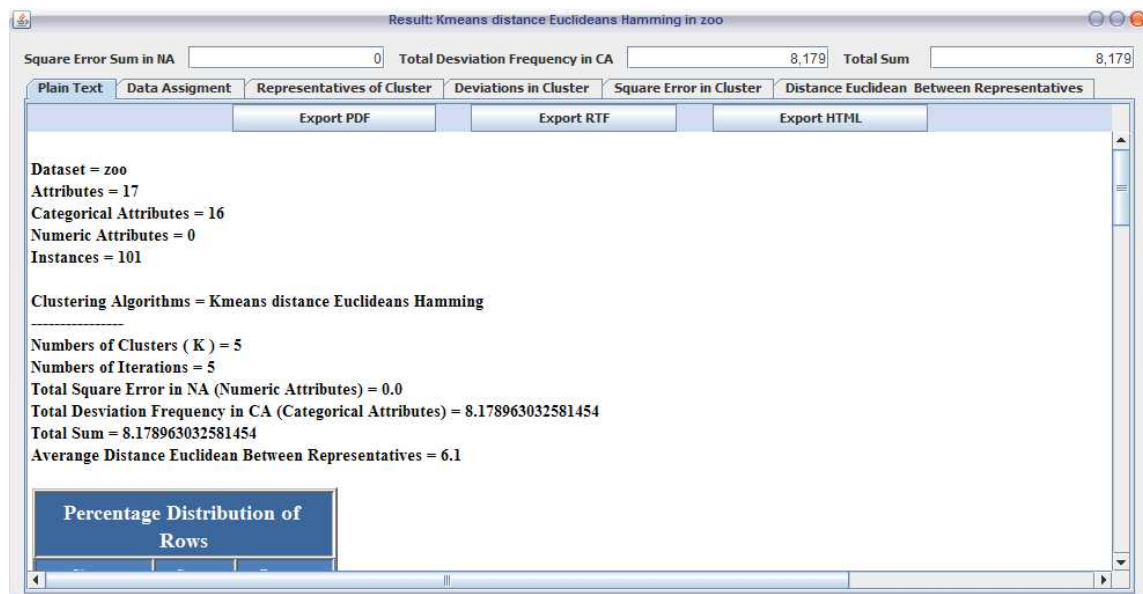 Result: Kmeans distance Euclideans Hamming in zoo
Square Error Sum in NA 0 Total Desviation Frequency in CA 8,179 Total Sum 8,179
Plain Text Data Assigment Representatives of Cluster Deviations in Cluster Square Error in Cluster Distance Euclidean Between Representatives
Export PDF Export RTF Export HTML
Dataset = zoo
Attributes = 17
Categorical Attributes = 16
Numeric Attributes = 0
Instances = 101
Clustering Algorithms = Kmeans distance Euclideans Hamming
----------------
Numbers of Clusters ( K ) = 5
Numbers of Iterations = 5
Total Square Error in NA (Numeric Attributes) = 0.0
Total Desviation Frequency in CA (Categorical Attributes) = 8.178963032581454
Total Sum = 8.178963032581454
Averange Distance Euclidean Between Representatives = 6.1
Percentage Distribution of
Rows